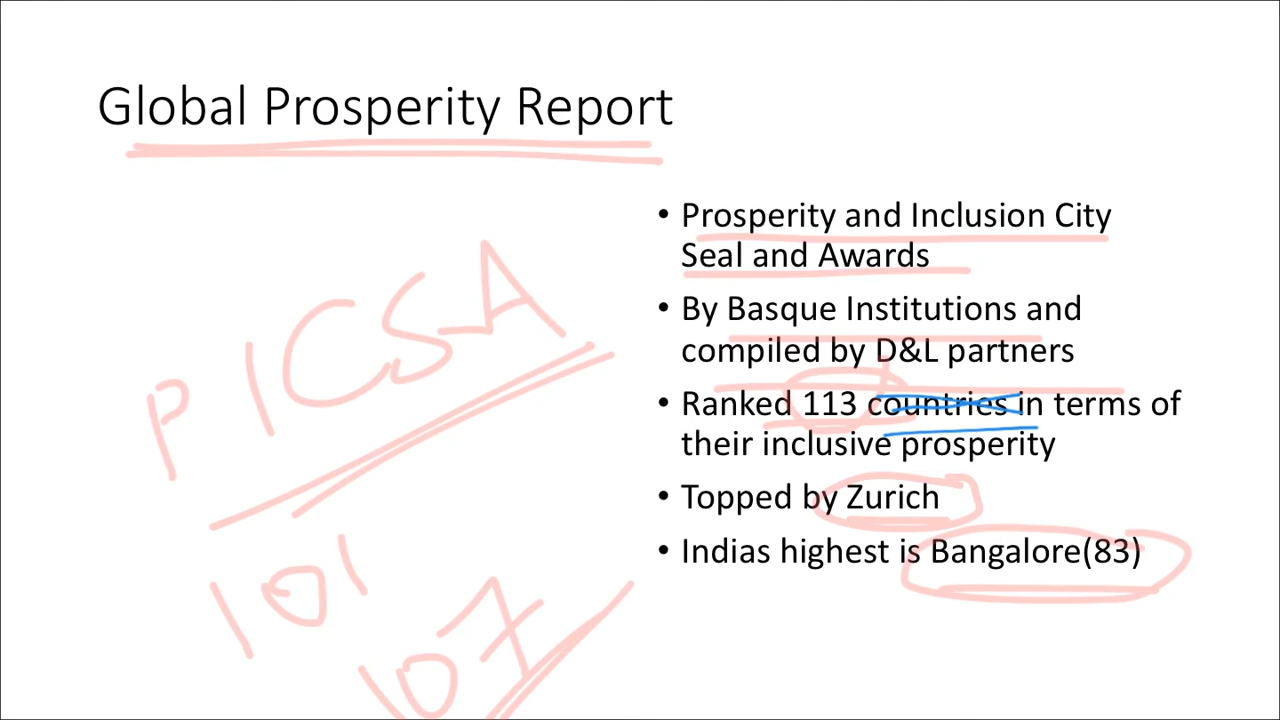 Global Prosperity Report
• Prosperity and Inclusion City
Seal and Awards
• By Basque Institutions and
compiled by D&L partners
• Ranked 113 countries in terms of
their inclusive prosperity
• Topped by Zurich
• Indias highest is Bangalore(83)
PICSA
101
107